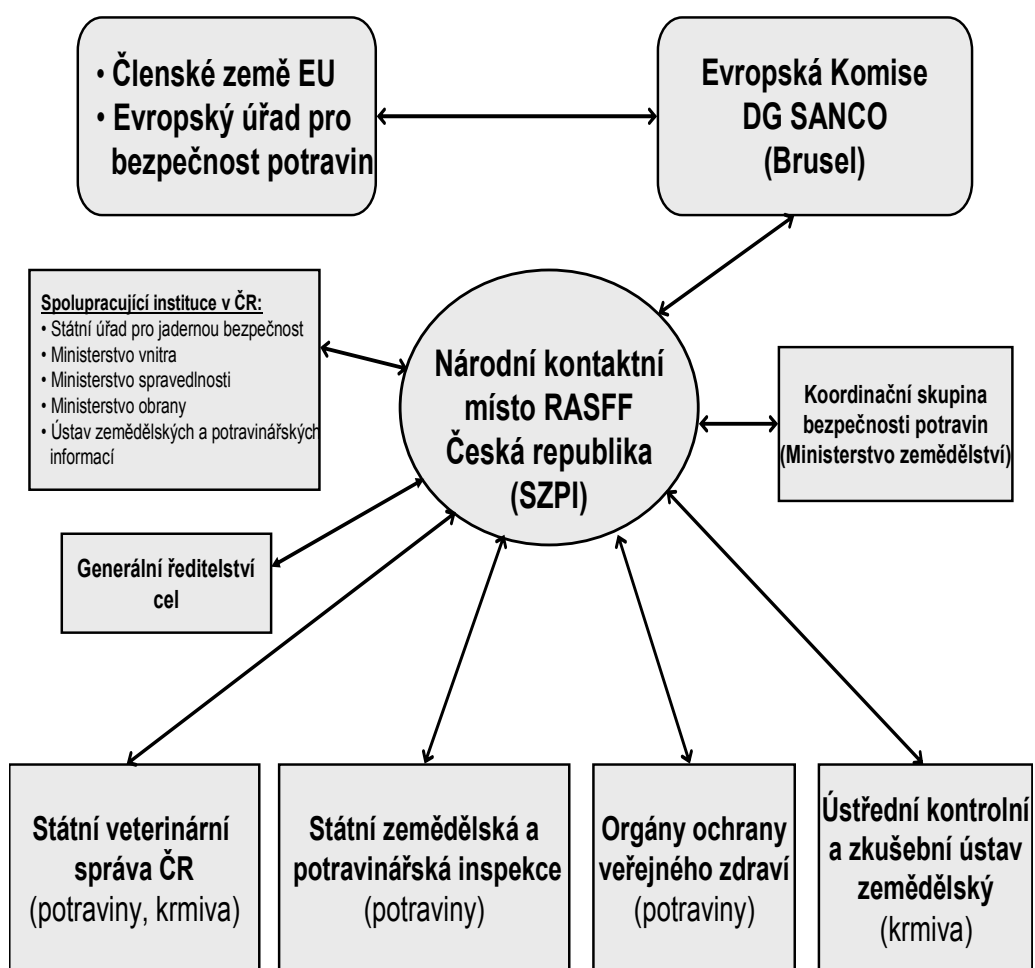 • Členské země EU
• Evropský úřad pro
bezpečnost potravin
Evropská Komise
DG SANCO
(Brusel)
Spolupracující instituce v ČR:
• Státní úřad pro jadernou bezpečnost
• Ministerstvo vnitra
• Ministerstvo spravedlnosti
• Ministerstvo obrany
• Ústav zemědělských a potravinářských
informací
Národní kontaktní
místo RASFF
Česká republika
(SZPI)
Koordinační skupina
bezpečnosti potravin
(Ministerstvo zemědělství)
Generální ředitelství
cel
Státní veterinární
správa ČR
(potraviny, krmiva)
Státní zemědělská a
potravinářská inspekce
(potraviny)
Orgány ochrany
veřejného zdraví
(potraviny)
Ústřední kontrolní
a zkušební ústav
zemědělský
(krmiva)